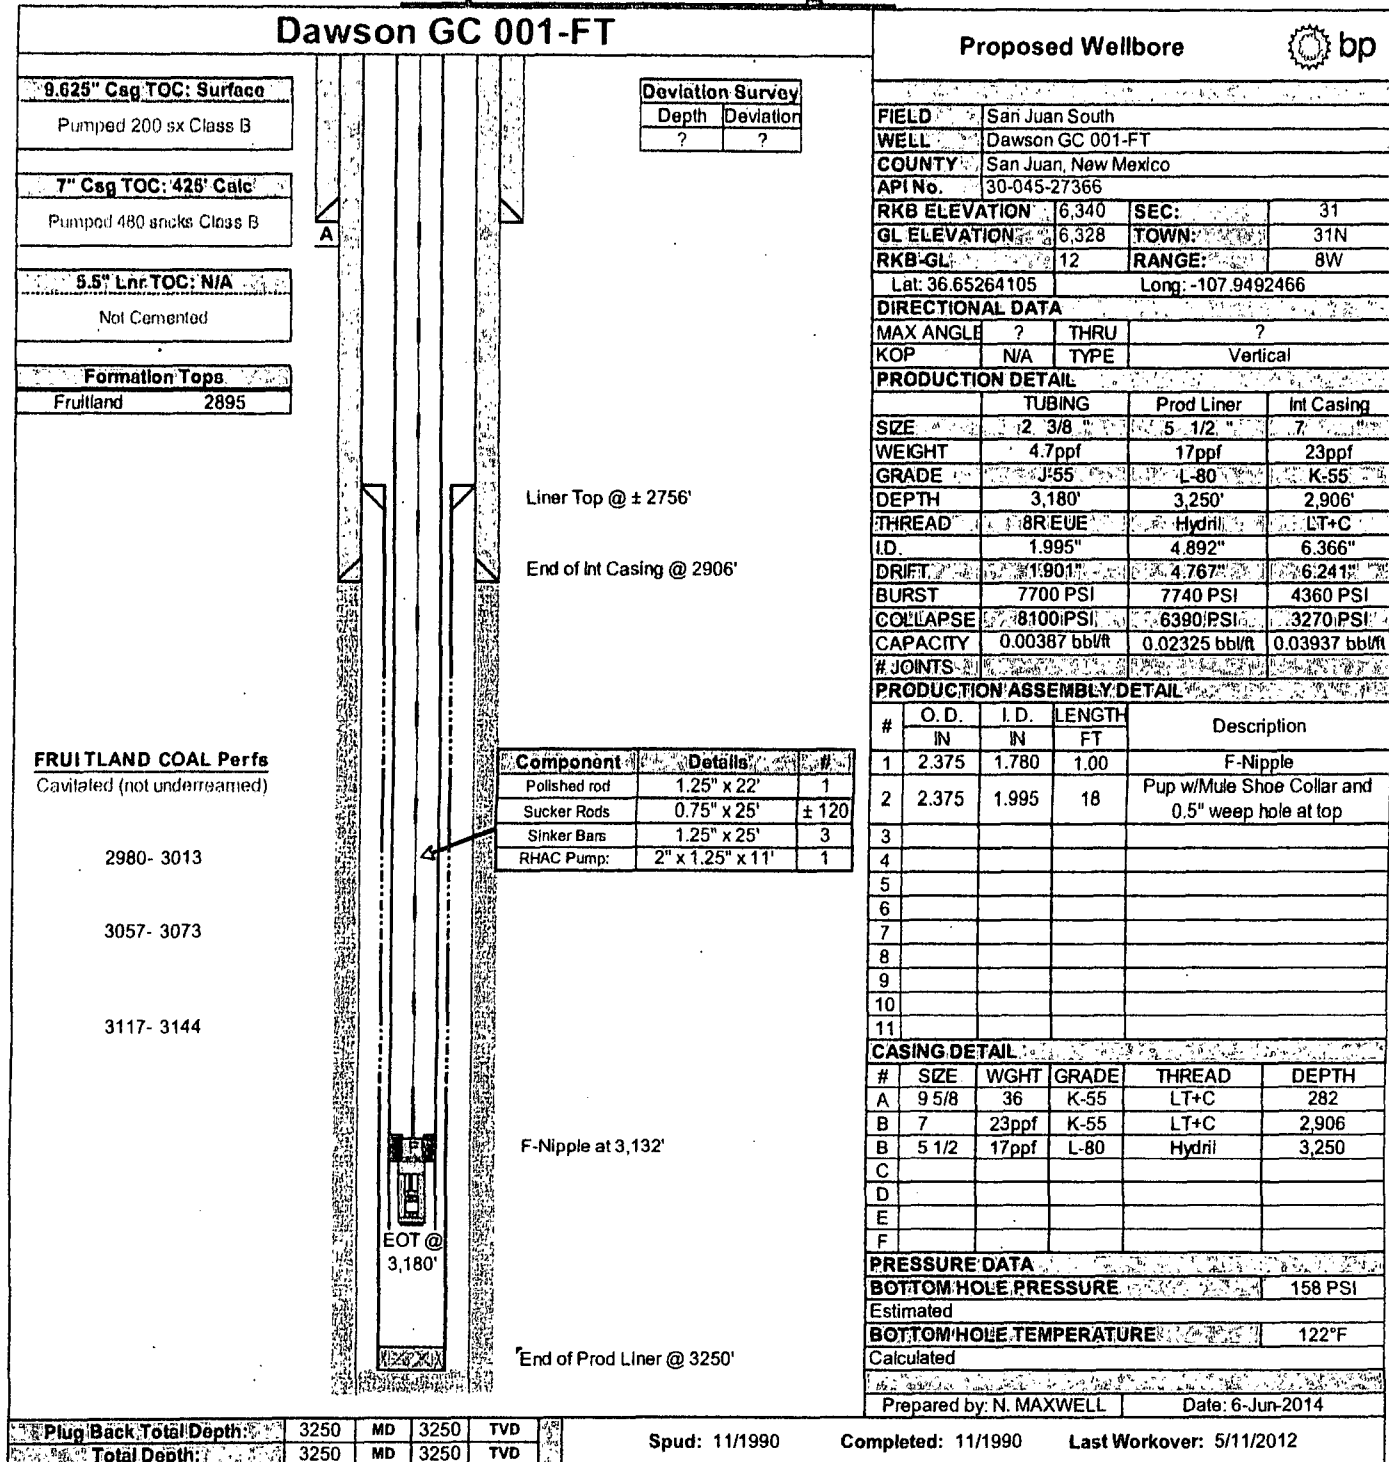 Dawson GC 001-FT
9.625" Csg TOC: Surface
Pumped 200 sx Class B
7" Csg TOC: 425' Calc
Pumped 480 sacks Class B
5.5" Lnr TOC: N/A
Not Cemented
Formation Tops
Fruitland 2895
A
Deviation Survey
Depth Deviation
? ?
Liner Top @ ± 2756'
End of Int Casing @ 2906'
FRUITLAND COAL Perfs
Cavitated (not underreamed)
2980- 3013
3057- 3073
3117- 3144
Component Details #
Polished rod 1.25" x 22' 1
Sucker Rods 0.75" x 25' ± 120
Sinker Bars 1.25" x 25' 3
RHAC Pump: 2" x 1.25" x 11' 1
F-Nipple at 3,132'
EOT @
3,180'
End of Prod Liner @ 3250'
Proposed Wellbore
bp
FIELD San Juan South
WELL Dawson GC 001-FT
COUNTY San Juan, New Mexico
API No. 30-045-27366
RKB ELEVATION 6,340 SEC: 31
GL ELEVATION 6,328 TOWN: 31N
RKB-GL 12 RANGE: 8W
Lat: 36.65264105 Long: -107.9492466
DIRECTIONAL DATA
MAX ANGLE ? THRU ?
KOP N/A TYPE Vertical
PRODUCTION DETAIL
TUBING Prod Liner Int Casing
SIZE 2 3/8 " 5 1/2 " 7 "
WEIGHT 4.7ppf 17ppf 23ppf
GRADE J-55 L-80 K-55
DEPTH 3,180' 3,250' 2,906'
THREAD 8R EUE Hydril LT+C
I.D. 1.995" 4.892" 6.366"
DRIFT 1.901" 4.767" 6.241"
BURST 7700 PSI 7740 PSI 4360 PSI
COLLAPSE 8100 PSI 6390 PSI 3270 PSI
CAPACITY 0.00387 bbl/ft 0.02325 bbl/ft 0.03937 bbl/ft
# JOINTS
PRODUCTION ASSEMBLY DETAIL
# O. D. I. D. LENGTH Description
IN IN FT
1 2.375 1.780 1.00 F-Nipple
2 2.375 1.995 18 Pup w/Mule Shoe Collar and
0.5" weep hole at top
3
4
5
6
7
8
9
10
11
CASING DETAIL
# SIZE WGHT GRADE THREAD DEPTH
A 9 5/8 36 K-55 LT+C 282
B 7 23ppf K-55 LT+C 2,906
B 5 1/2 17ppf L-80 Hydril 3,250
C
D
E
F
PRESSURE DATA
BOTTOM HOLE PRESSURE 158 PSI
Estimated
BOTTOM HOLE TEMPERATURE 122°F
Calculated
Prepared by: N. MAXWELL Date: 6-Jun-2014
Plug Back Total Depth: 3250 MD 3250 TVD
Total Depth: 3250 MD 3250 TVD
Spud: 11/1990 Completed: 11/1990 Last Workover: 5/11/2012